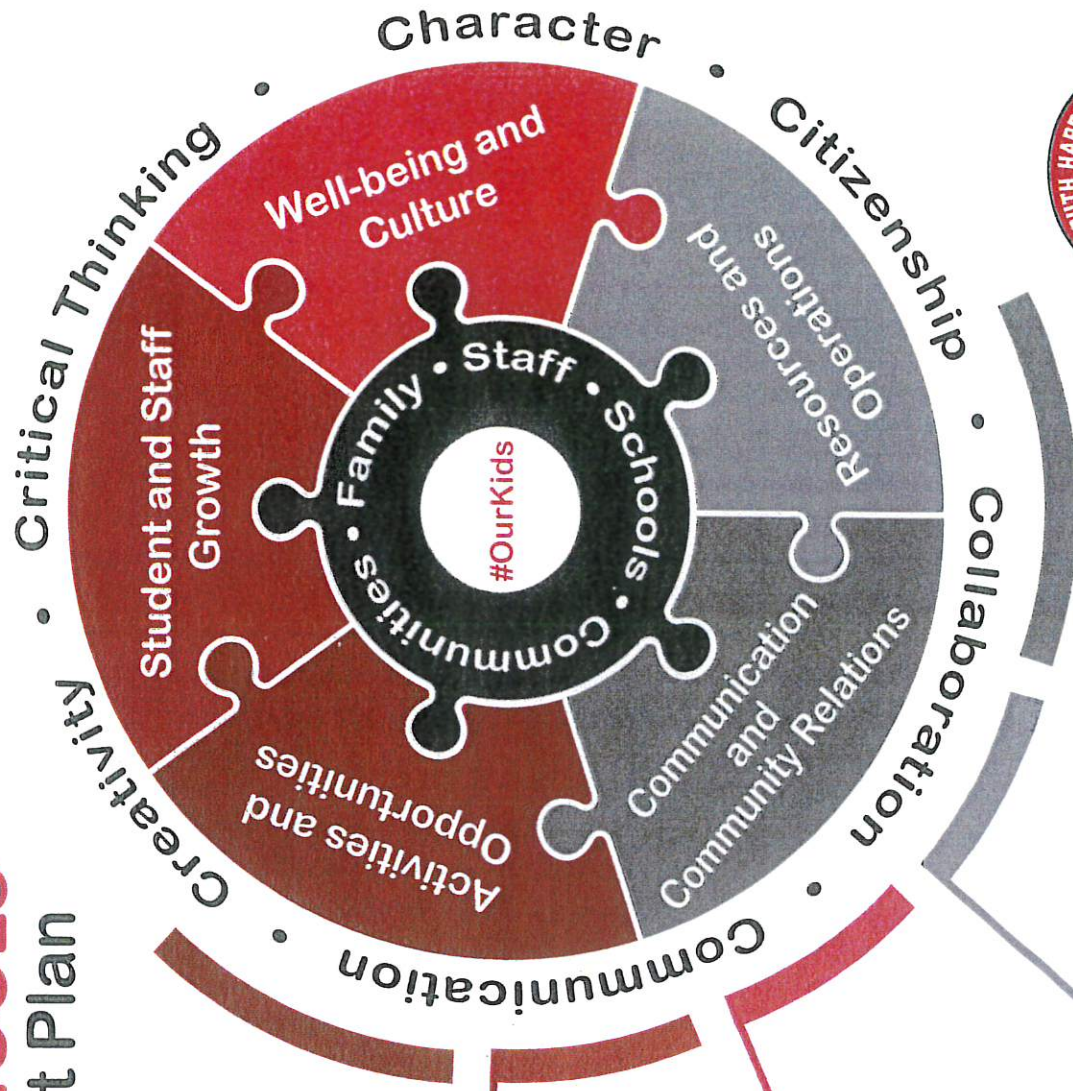 t Plan
Creativity • Critical Thinking • Character • Citizenship • Collaboration • Communication •
Student and Staff
Growth
Well-being and
Culture
Resources and
Operations
Communication
and
Community Relations
Activities and
Opportunities
Family • Staff • Schools • Communities •
#OurKids